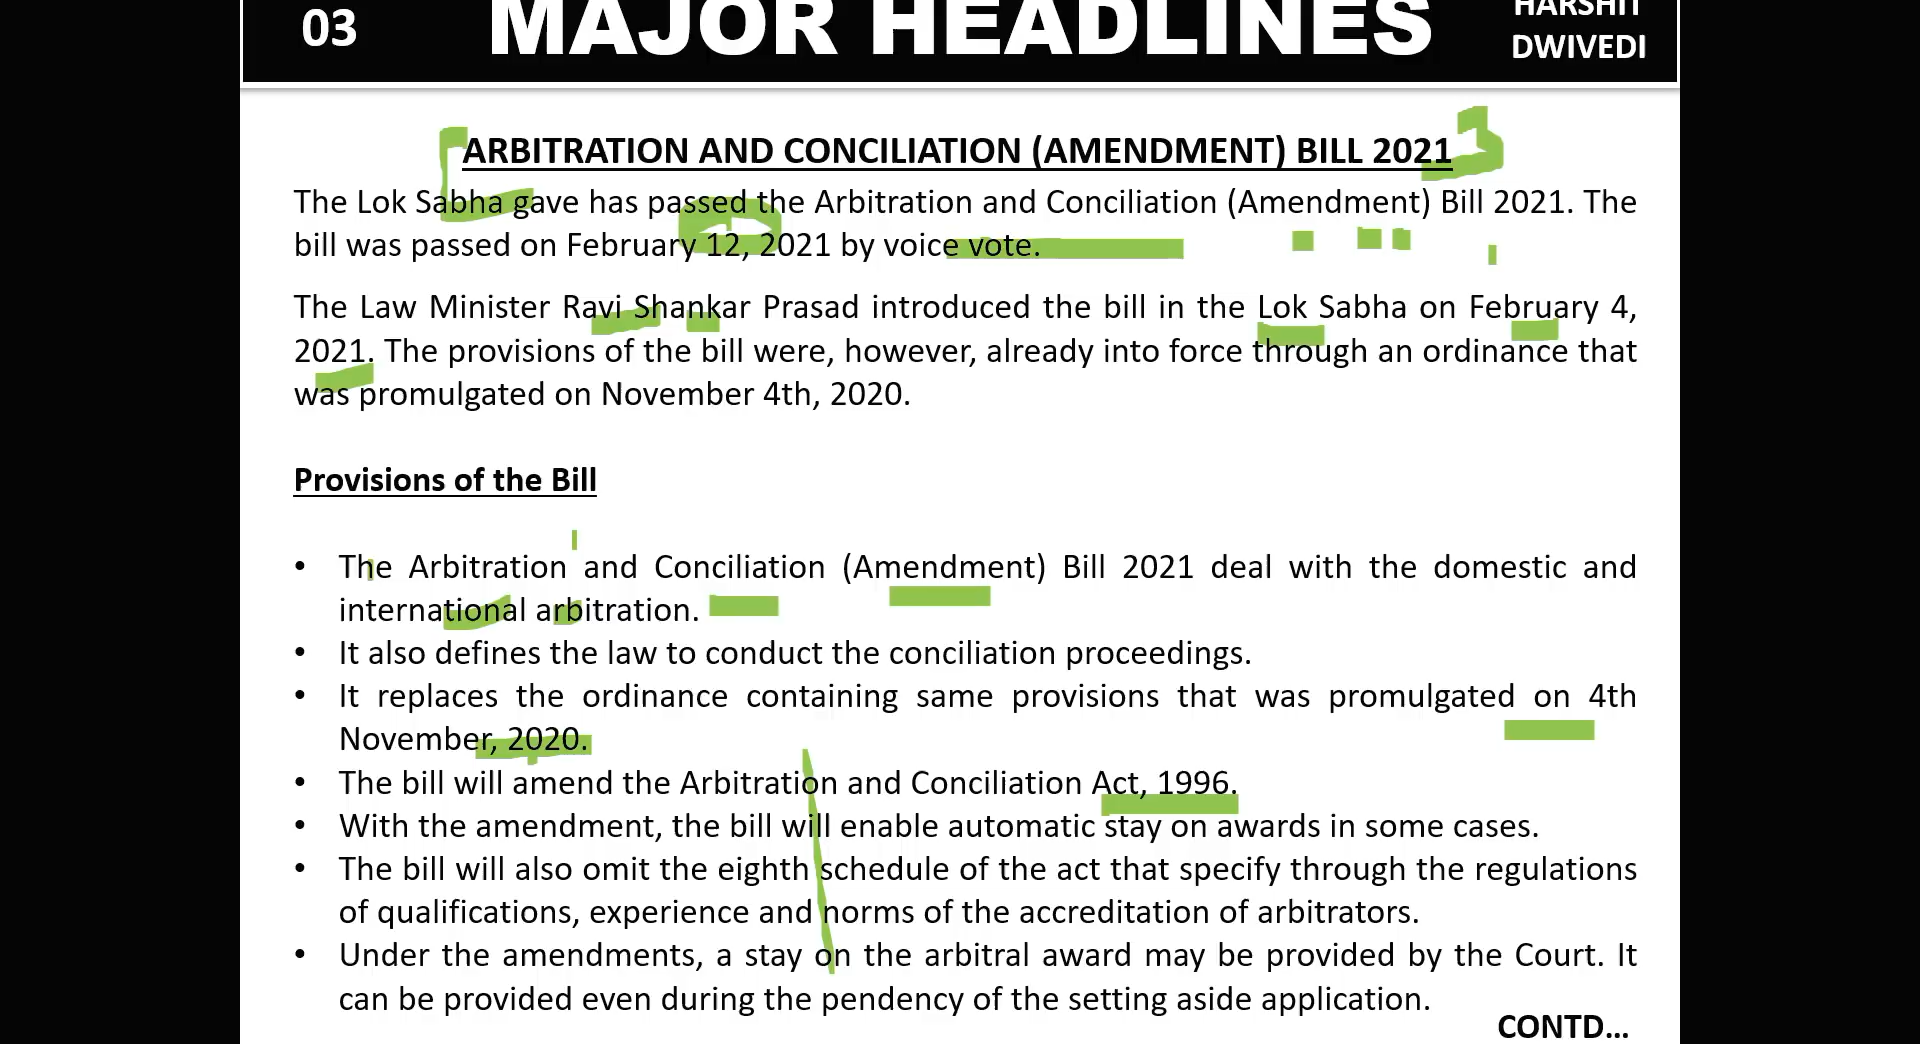 03
MAJOR HEADLINES
HARSHIT
DWIVEDI
ARBITRATION AND CONCILIATION (AMENDMENT) BILL 2021
The Lok Sabha gave has passed the Arbitration and Conciliation (Amendment) Bill 2021. The
bill was passed on February 12, 2021 by voice vote.
The Law Minister Ravi Shankar Prasad introduced the bill in the Lok Sabha on February 4,
2021. The provisions of the bill were, however, already into force through an ordinance that
was promulgated on November 4th, 2020.
Provisions of the Bill
• The Arbitration and Conciliation (Amendment) Bill 2021 deal with the domestic and
international arbitration.
• It also defines the law to conduct the conciliation proceedings.
• It replaces the ordinance containing same provisions that was promulgated on 4th
November, 2020.
• The bill will amend the Arbitration and Conciliation Act, 1996.
• With the amendment, the bill will enable automatic stay on awards in some cases.
• The bill will also omit the eighth schedule of the act that specify through the regulations
of qualifications, experience and norms of the accreditation of arbitrators.
• Under the amendments, a stay on the arbitral award may be provided by the Court. It
can be provided even during the pendency of the setting aside application.
CONTD...